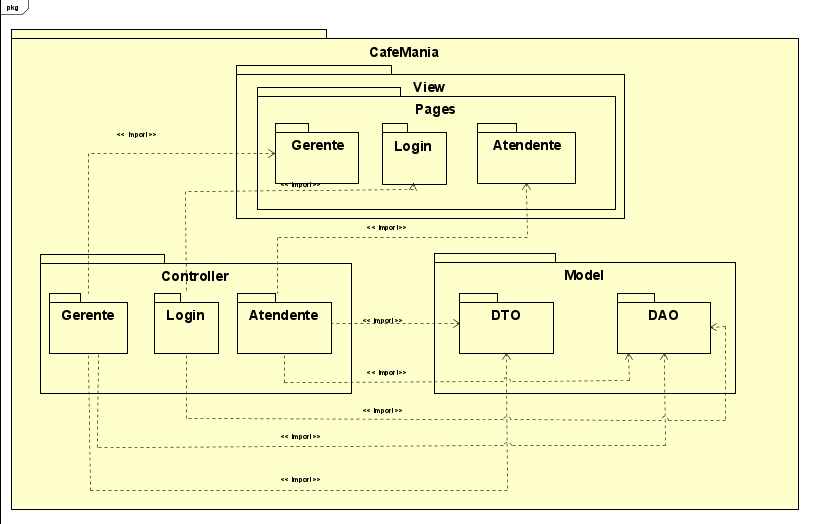 pkg
CafeMania
View
Pages
<< Import >>
Gerente
Login
Atendente
<< Import >>
<< Import >>
Controller
Model
Gerente
Login
Atendente
<< Import >>
DTO
DAO
<< Import >>
<< Import >>
<< Import >>
<< Import >>